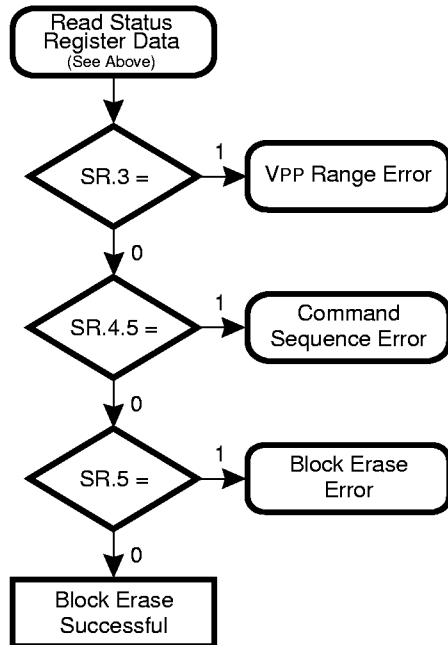 Read Status
Register Data
(See Above)
SR.3 =
1
VPP Range Error
0
SR.4.5 =
1
Command
Sequence Error
0
SR.5 =
1
Block Erase
Error
0
Block Erase
Successful